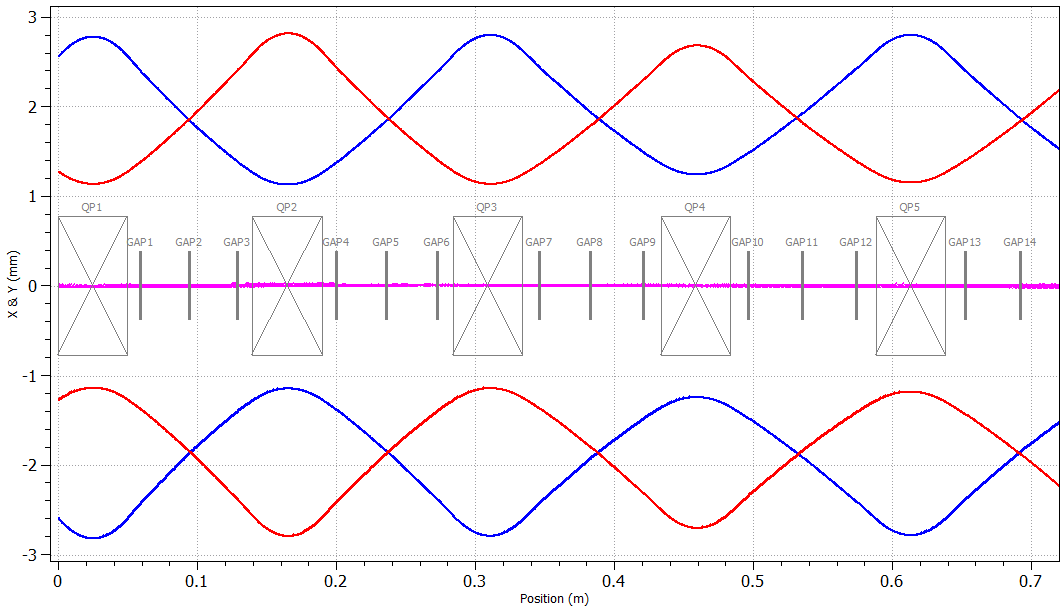 3
2
1
0
-1
-2
-3
X & Y (mm)
QP1
QP2
QP3
QP4
QP5
GAP1
GAP2
GAP3
GAP4
GAP5
GAP6
GAP7
GAP8
GAP9
GAP10
GAP11
GAP12
GAP13
GAP14
0
0.1
0.2
0.3
0.4
0.5
0.6
0.7
Position (m)